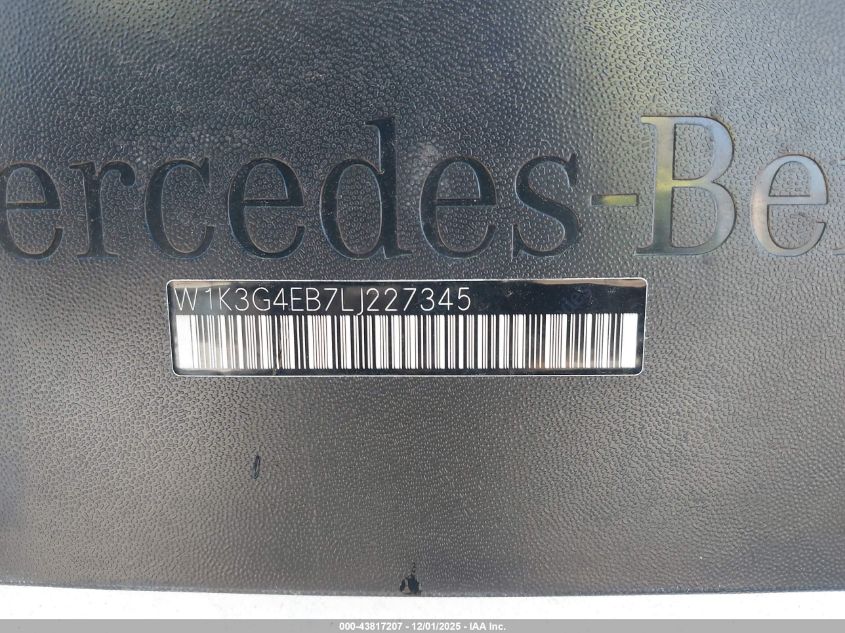 ercedes-Be
W1K3G4EB7LJ227345
000-43817207 - 12/01/2025 - IAA Inc.